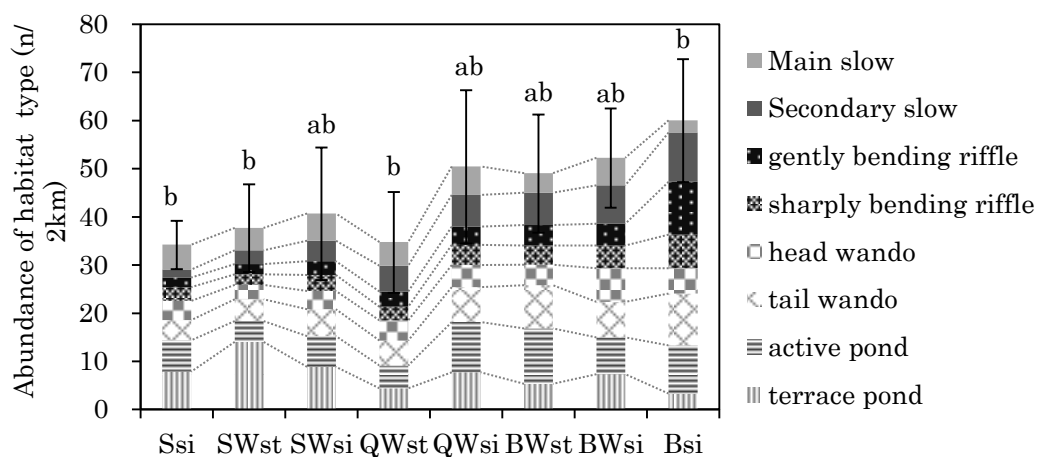 Abundance of habitat type (n/
2km)
80
70
60
50
40
30
20
10
0
b
b
ab
b
ab
ab
ab
b
Ssi SWst SWsi QWst QWsi BWst BWsi Bsi
Main slow
Secondary slow
gently bending riffle
sharply bending riffle
head wando
tail wando
active pond
terrace pond